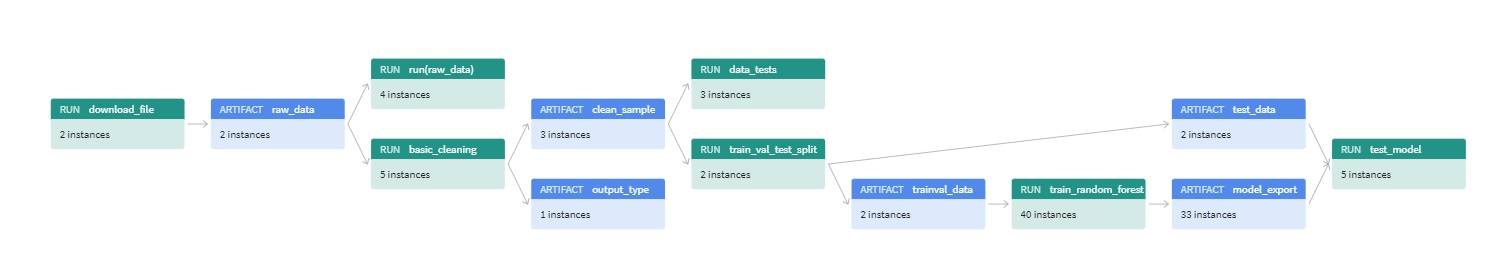 RUN download_file
2 instances
ARTIFACT raw_data
2 instances
RUN run(raw_data)
4 instances
RUN basic_cleaning
5 instances
ARTIFACT clean_sample
3 instances
ARTIFACT output_type
1 instances
RUN data_tests
3 instances
RUN train_val_test_split
2 instances
ARTIFACT trainval_data
2 instances
RUN train_random_forest
40 instances
ARTIFACT test_data
2 instances
ARTIFACT model_export
33 instances
RUN test_model
5 instances